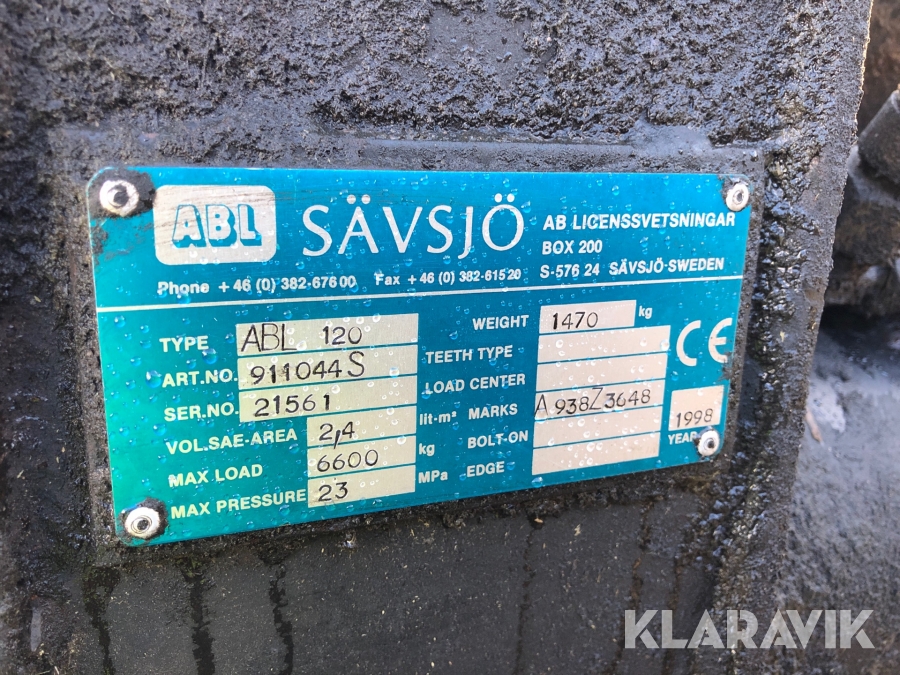 ABL SÄVSJÖ AB LICENSSVETSNINGAR
BOX 200
S-576 24 SÄVSJÖ-SWEDEN
Phone +46 (0) 382-676 00 Fax +46 (0) 382-615 20
TYPE ABL 120
ART.NO. 911044 S
SER.NO. 21561
VOL.SAE-AREA 2,4 lit-m³
MAX LOAD 6600 kg
MAX PRESSURE 23 MPa
WEIGHT 1470 kg
TEETH TYPE
LOAD CENTER
MARKS A 938Z3648
BOLT-ON
EDGE
CE
1998
YEAR
KLARAVIK